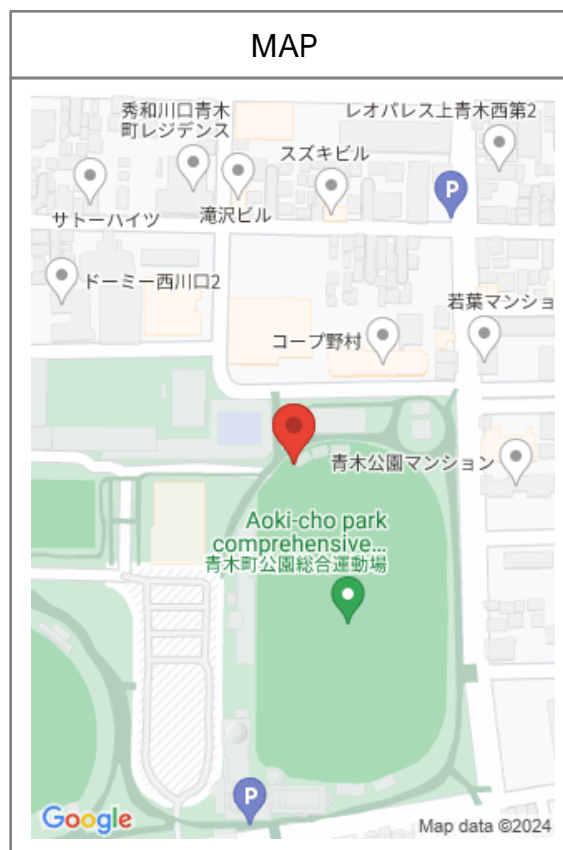 MAP
秀和川口青木
町レジデンス
レオパレス上青木西第2
スズキビル
P
サトーハイツ
滝沢ビル
ドーミー西川口2
若葉マンショ
コープ野村
青木公園マンション
Aoki-cho park
comprehensive...
青木町公園総合運動場
P
Google
Map data ©2024